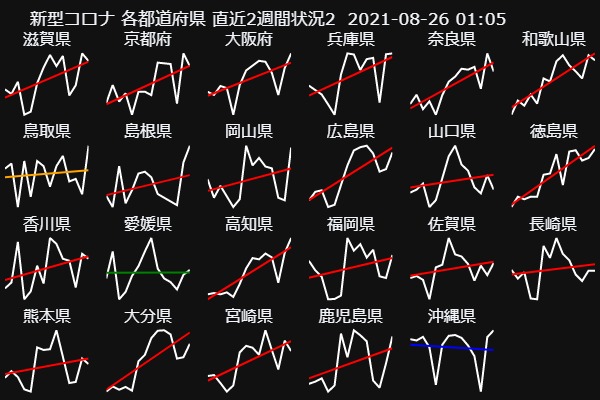 新型コロナ 各都道府県 直近2週間状況2 2021-08-26 01:05
滋賀県 京都府 大阪府 兵庫県 奈良県 和歌山県
鳥取県 島根県 岡山県 広島県 山口県 徳島県
香川県 愛媛県 高知県 福岡県 佐賀県 長崎県
熊本県 大分県 宮崎県 鹿児島県 沖縄県